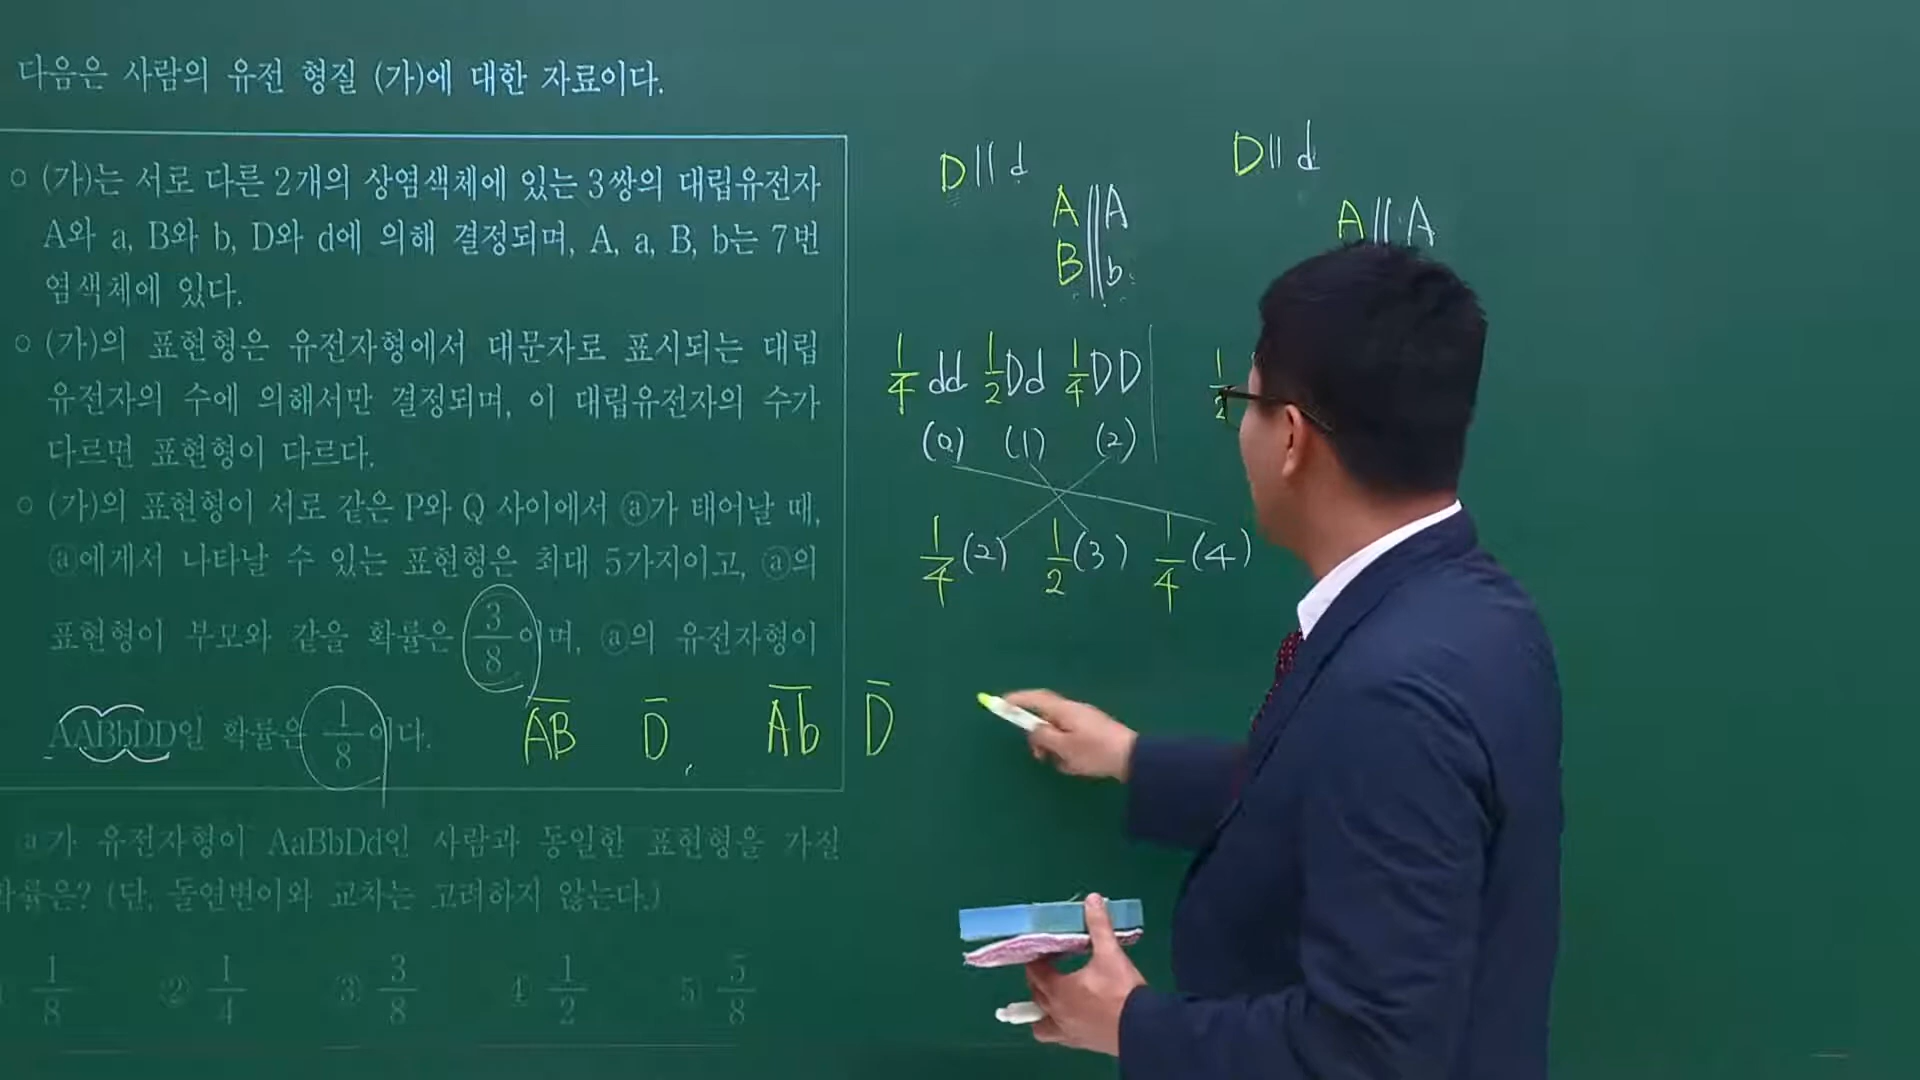 다음은 사람의 유전 형질 (가)에 대한 자료이다.
○ (가)는 서로 다른 2개의 상염색체에 있는 3쌍의 대립유전자
A와 a, B와 b, D와 d에 의해 결정되며, A, a, B, b는 7번
염색체에 있다.
○ (가)의 표현형은 유전자형에서 대문자로 표시되는 대립
유전자의 수에 의해서만 결정되며, 이 대립유전자의 수가
다르면 표현형이 다르다.
○ (가)의 표현형이 서로 같은 P와 Q 사이에서 ⓐ가 태어날 때,
ⓐ에게서 나타날 수 있는 표현형은 최대 5가지이고, ⓐ의
표현형이 부모와 같을 확률은 3/8이며, ⓐ의 유전자형이
AABbDD인 확률은 1/8이다.
AB D, Ab D
ⓐ가 유전자형이 AaBbDd인 사람과 동일한 표현형을 가질
확률은? (단, 돌연변이와 교차는 고려하지 않는다.)
1/8 ② 1/4 ③ 3/8 ④ 1/2 ⑤ 5/8
D || d D || d
A || A A || A
B || b
1/4 dd 1/2 Dd 1/4 DD | 1/2
(0) (1) (2)
1/4 (2) 1/2 (3) 1/4 (4)